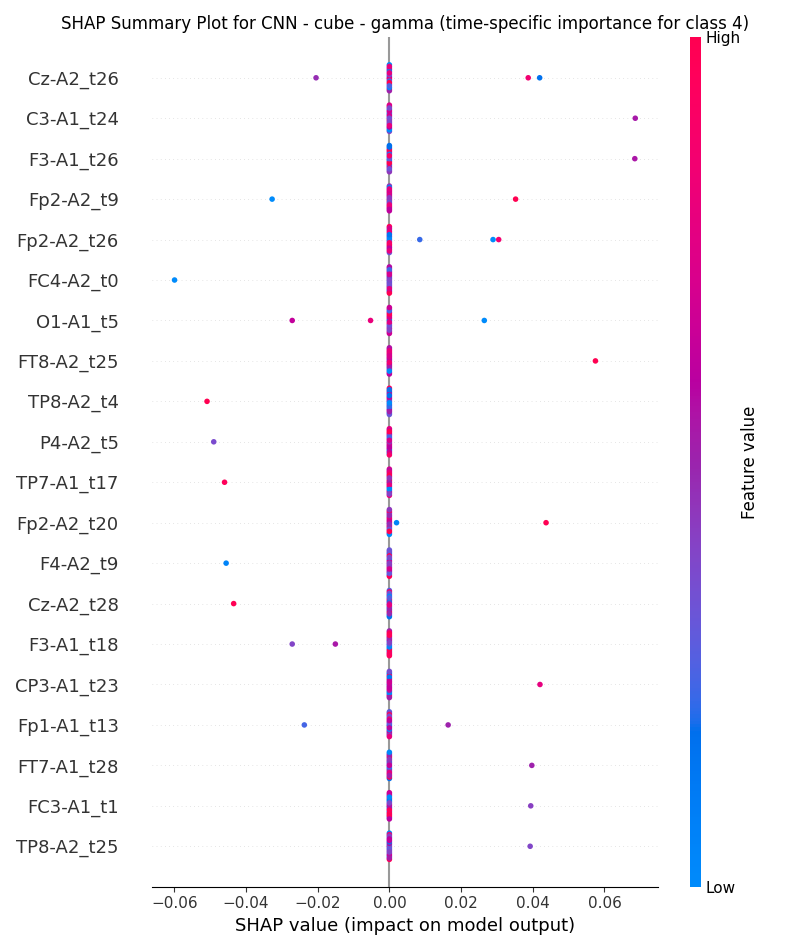 SHAP Summary Plot for CNN - cube - gamma (time-specific importance for class 4)
High
Cz-A2_t26
C3-A1_t24
F3-A1_t26
Fp2-A2_t9
Fp2-A2_t26
FC4-A2_t0
O1-A1_t5
FT8-A2_t25
TP8-A2_t4
P4-A2_t5
TP7-A1_t17
Fp2-A2_t20
F4-A2_t9
Cz-A2_t28
F3-A1_t18
CP3-A1_t23
Fp1-A1_t13
FT7-A1_t28
FC3-A1_t1
TP8-A2_t25
Feature value
Low
−0.06 −0.04 −0.02 0.00 0.02 0.04 0.06
SHAP value (impact on model output)